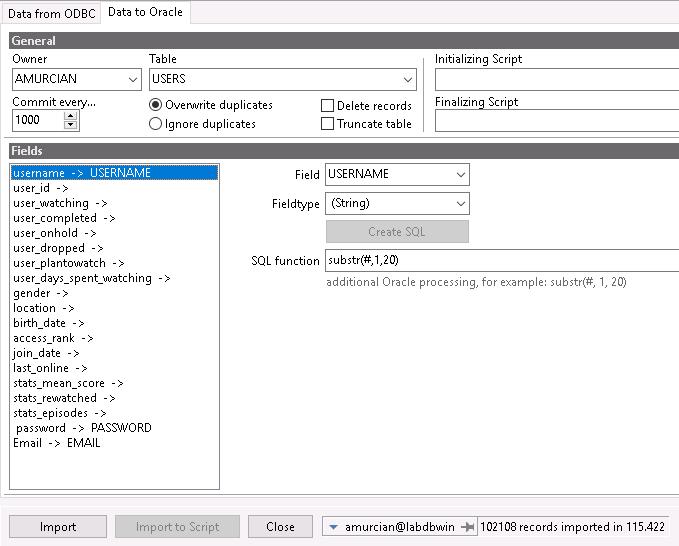 Data from ODBC Data to Oracle
General
Owner Table Initializing Script
AMURCIAN USERS
Commit every... Overwrite duplicates Delete records Finalizing Script
1000 Ignore duplicates Truncate table
Fields
username -> USERNAME
user_id ->
user_watching ->
user_completed ->
user_onhold ->
user_dropped ->
user_plantowatch ->
user_days_spent_watching ->
gender ->
location ->
birth_date ->
access_rank ->
join_date ->
last_online ->
stats_mean_score ->
stats_rewatched ->
stats_episodes ->
password -> PASSWORD
Email -> EMAIL
Field USERNAME
Fieldtype (String)
Create SQL
SQL function substr(#,1,20)
additional Oracle processing, for example: substr(#, 1, 20)
Import Import to Script Close amurcian@labdbwin 102108 records imported in 115.422